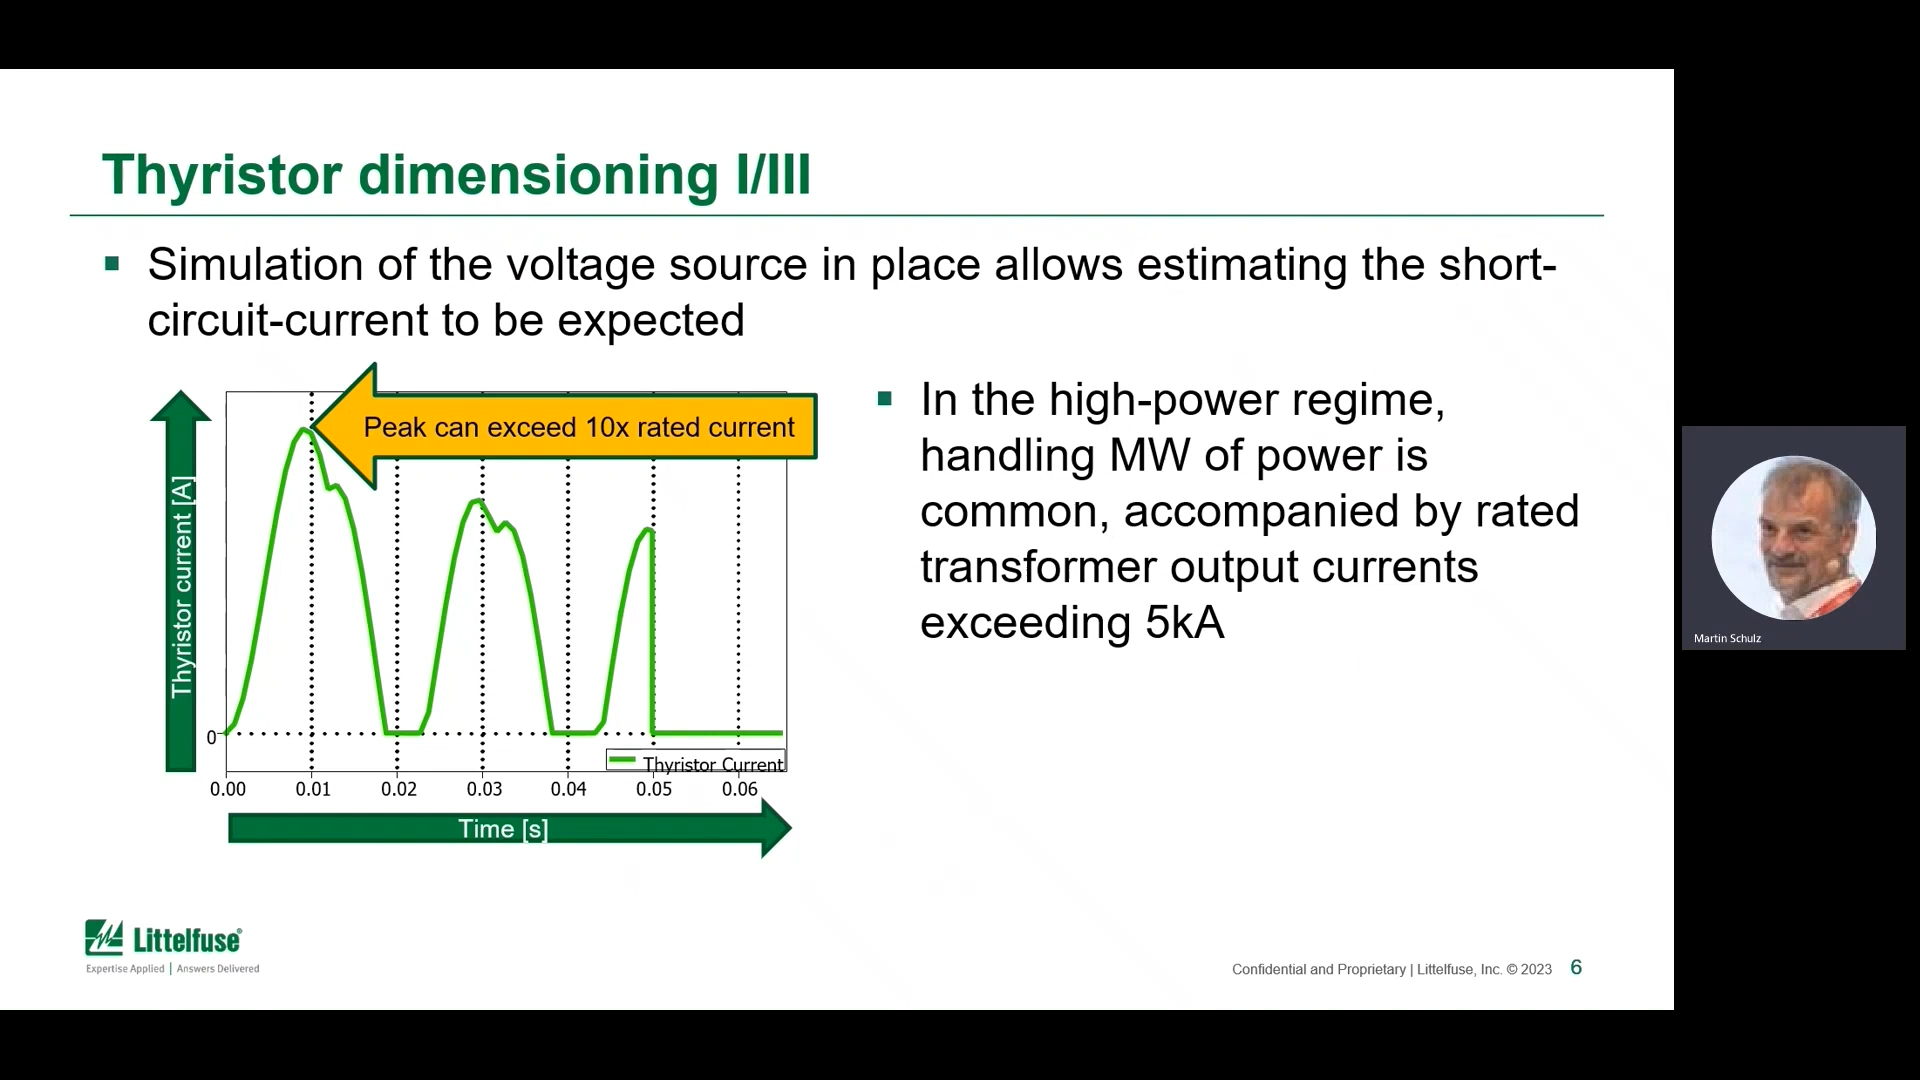 Thyristor dimensioning I/III
Simulation of the voltage source in place allows estimating the short-
circuit-current to be expected
Peak can exceed 10x rated current
Thyristor current [A]
0
Thyristor Current
0.00 0.01 0.02 0.03 0.04 0.05 0.06
Time [s]
In the high-power regime,
handling MW of power is
common, accompanied by rated
transformer output currents
exceeding 5kA
Martin Schulz
Littelfuse®
Expertise Applied | Answers Delivered
Confidential and Proprietary | Littelfuse, Inc. © 2023 6